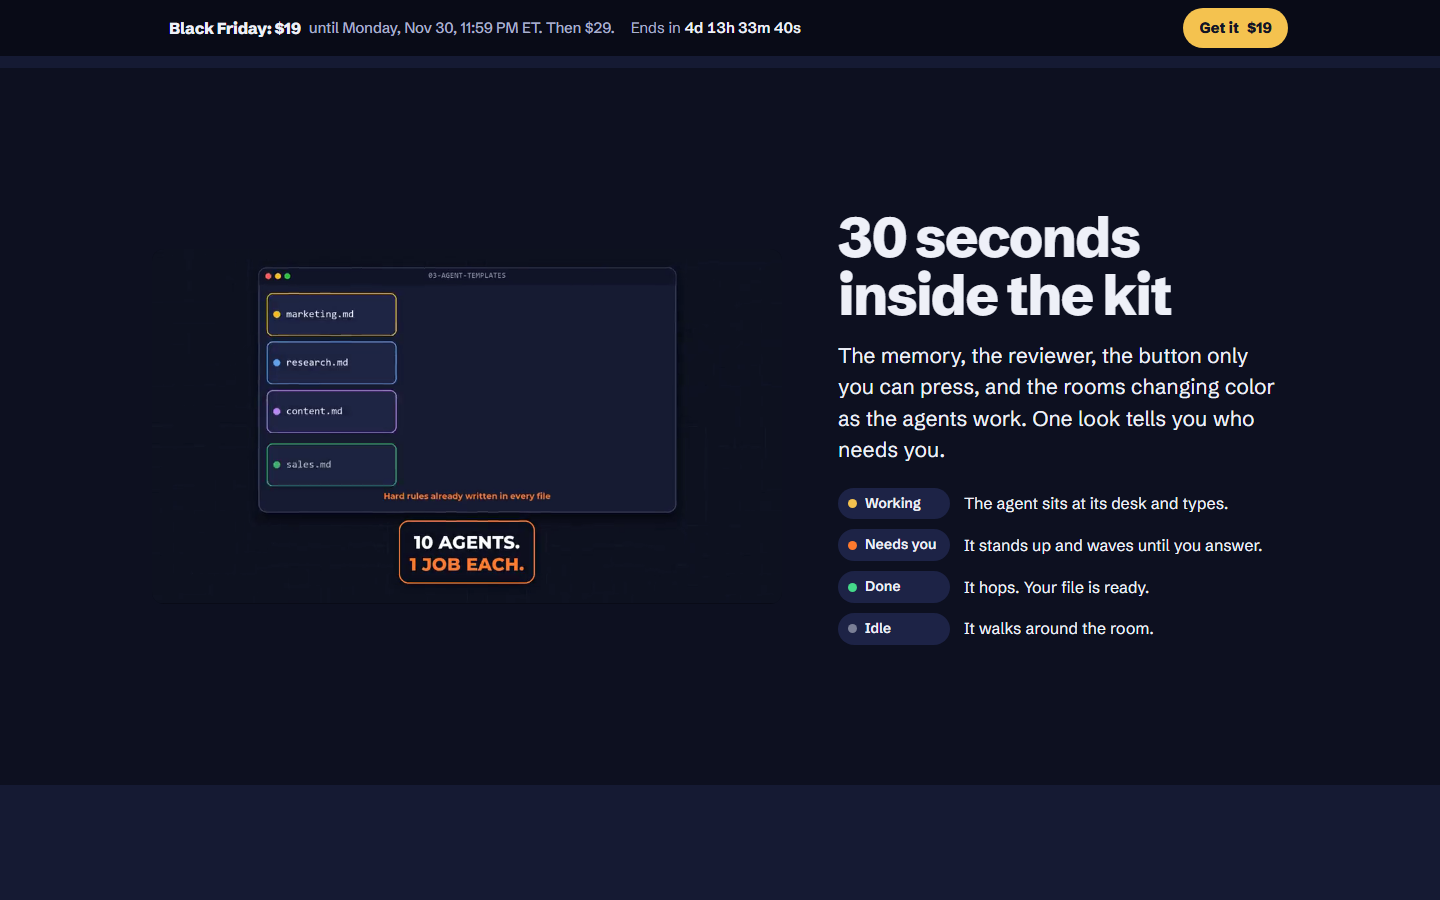 Black Friday: $19 until Monday, Nov 30, 11:59 PM ET. Then $29. Ends in 4d 13h 33m 40s
Get it $19
03-AGENT-TEMPLATES
marketing.md
research.md
content.md
sales.md
Hard rules already written in every file
10 AGENTS.
1 JOB EACH.
30 seconds
inside the kit
The memory, the reviewer, the button only
you can press, and the rooms changing color
as the agents work. One look tells you who
needs you.
Working The agent sits at its desk and types.
Needs you It stands up and waves until you answer.
Done It hops. Your file is ready.
Idle It walks around the room.